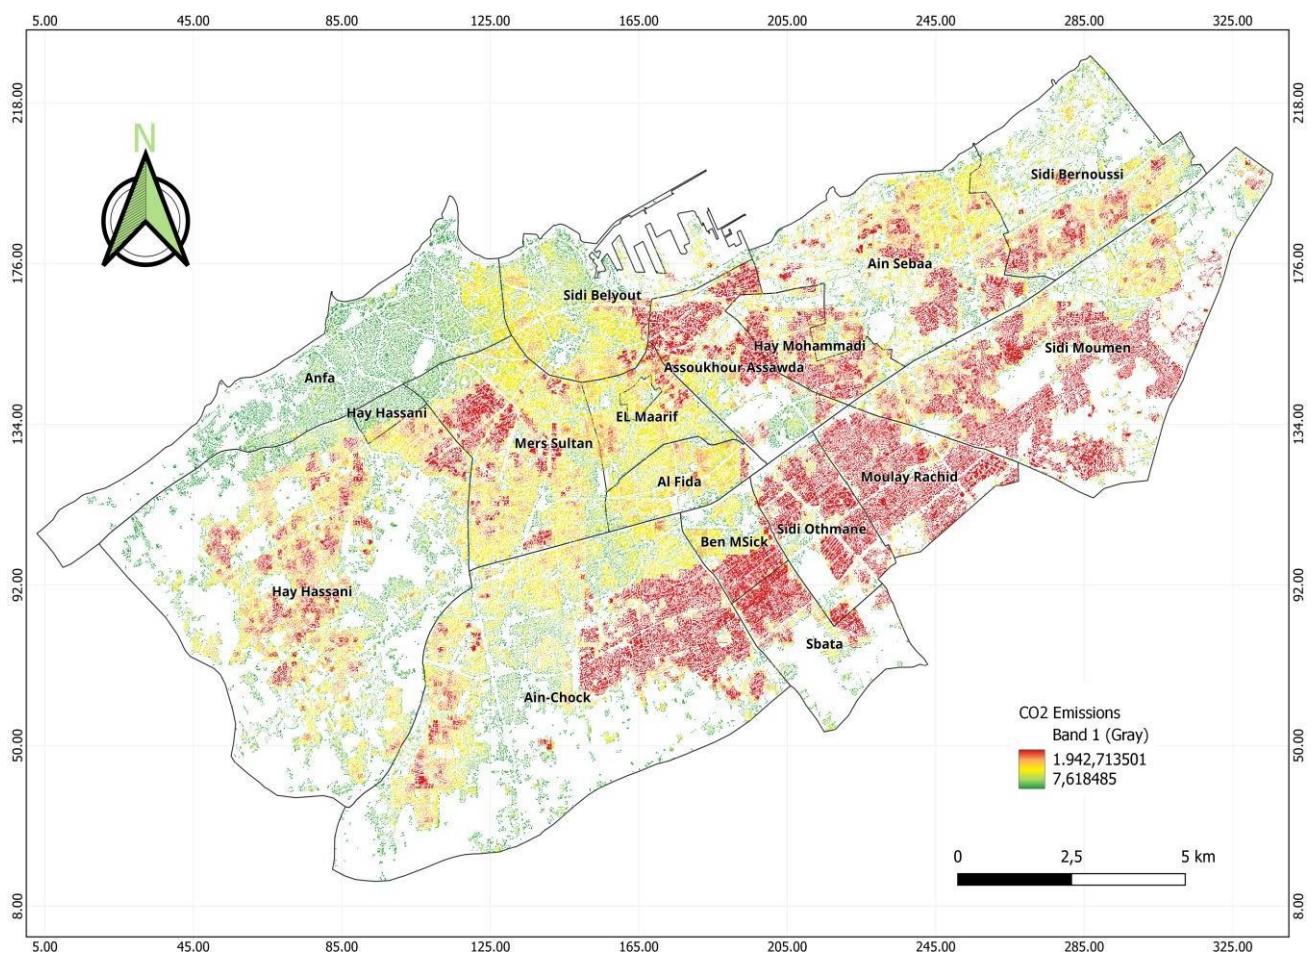 5.00 45.00 85.00 125.00 165.00 205.00 245.00 285.00 325.00
218.00 218.00
N
Sidi Bernoussi
176.00 176.00
Ain Sebaa
Sidi Belyout
Hay Mohammadi
Sidi Moumen
Assoukhour Assawda
Anfa
Hay Hassani
EL Maarif
134.00 134.00
Mers Sultan
Moulay Rachid
Al Fida
Sidi Othmane
Ben MSick
92.00 92.00
Hay Hassani
Sbata
Ain-Chock
CO2 Emissions
Band 1 (Gray)
50.00 50.00
1.942,713501
7,618485
0 2,5 5 km
8.00 8.00
5.00 45.00 85.00 125.00 165.00 205.00 245.00 285.00 325.00